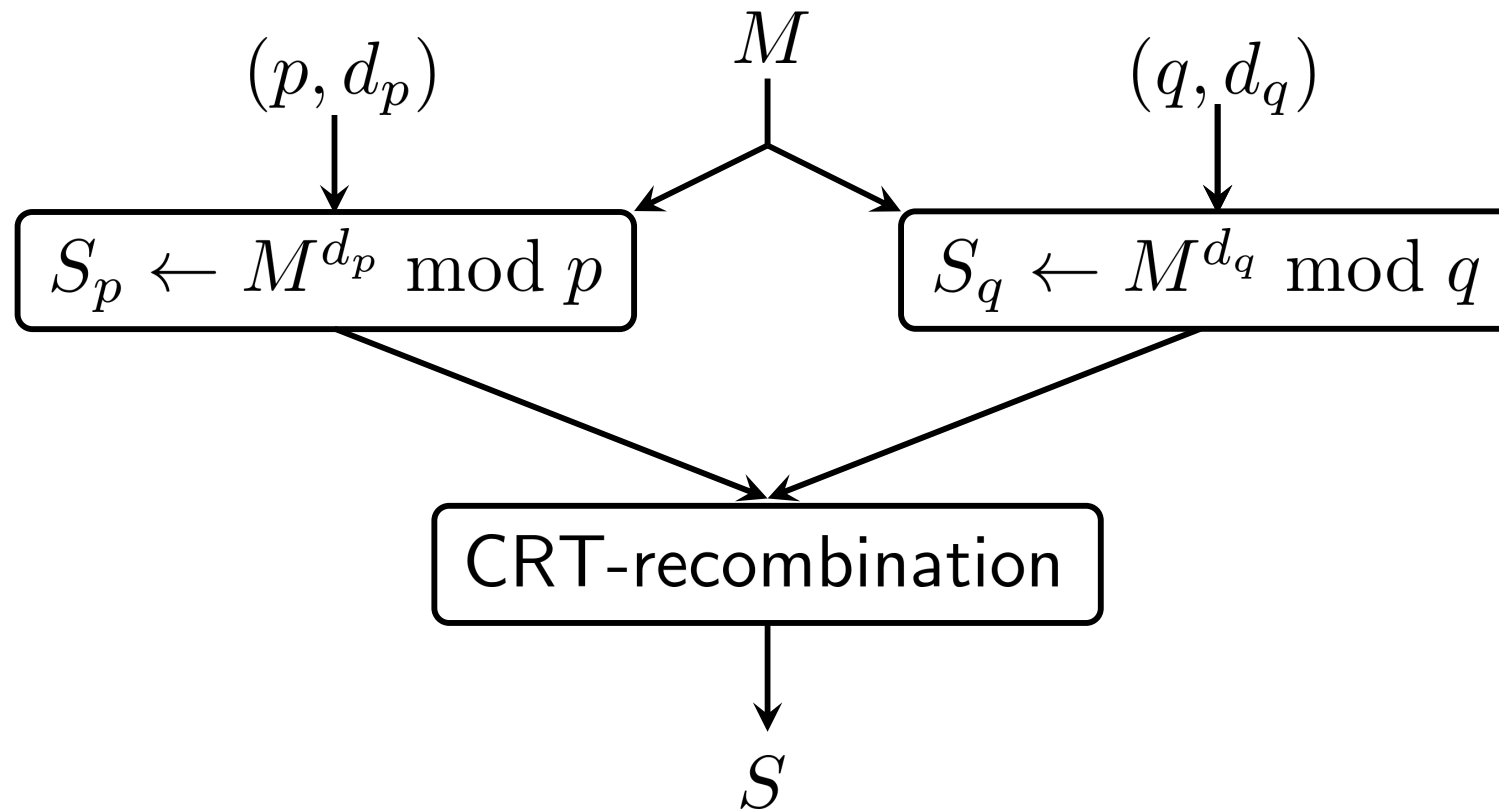 (p, d_p) M (q, d_q)
S_p ← M^{d_p} mod p S_q ← M^{d_q} mod q
CRT-recombination
S